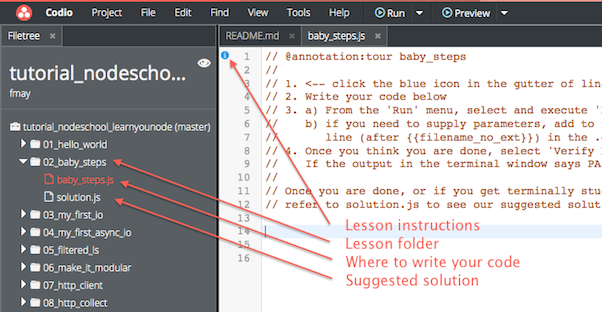 Codio Project File Edit Find View Tools Help Run Preview
Filetree
README.md
baby_steps.js
tutorial_nodescho...
fmay
tutorial_nodeschool_learnyounode (master)
01_hello_world
02_baby_steps
baby_steps.js
solution.js
03_my_first_io
04_my_first_async_io
05_filtered_ls
06_make_it_modular
07_http_client
08_http_collect
1 // @annotation:tour baby_steps
2 //
3 // 1. <-- click the blue icon in the gutter of lin
4 // 2. Write your code below
5 // 3. a) From the 'Run' menu, select and execute '
6 // b) if you need to supply parameters, add to
7 // line (after {{filename_no_ext}}) in the .
8 // 4. Once you think you are done, select 'Verify
9 // If the output in the terminal window says PA
10 //
11 // Once you are done, or if you get terminally stu
12 // refer to solution.js to see our suggested solut
13
14
15
16
Lesson instructions
Lesson folder
Where to write your code
Suggested solution